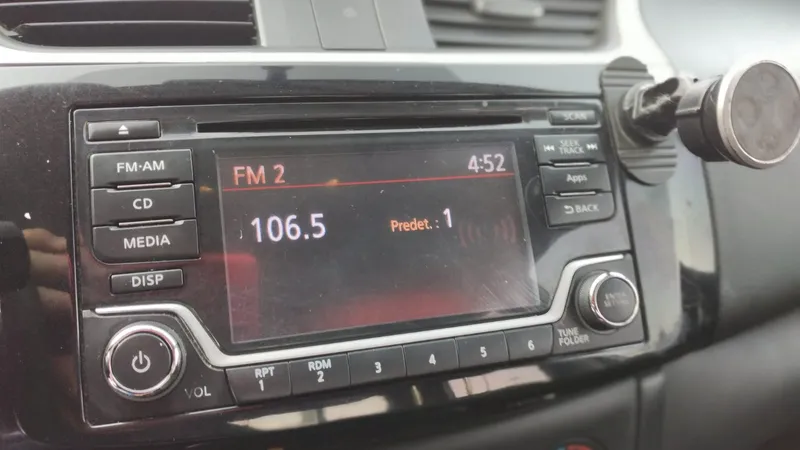 SCAN
FM·AM
CD
MEDIA
DISP
FM 2 4:52
106.5 Predet.: 1
SEEK
TRACK
Apps
BACK
VOL
RPT
1
RDM
2
3
4
5
6
TUNE
FOLDER
ENTER